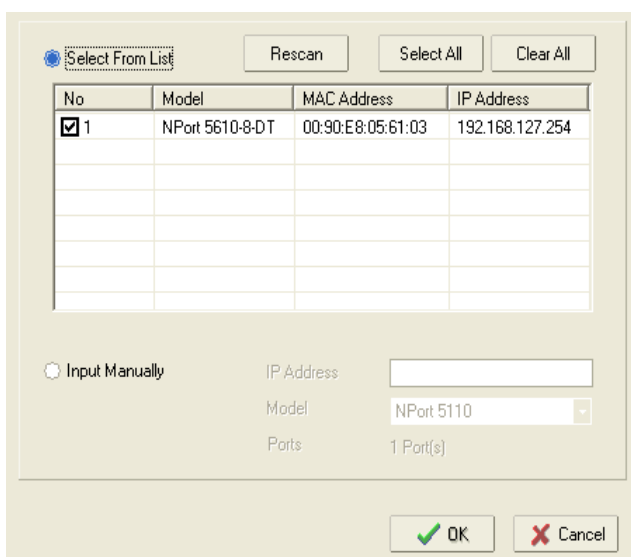 Select From List Rescan Select All Clear All
No Model MAC Address IP Address
1 NPort 5610-8-DT 00:90:E8:05:61:03 192.168.127.254
Input Manually IP Address
Model NPort 5110
Ports 1 Port(s)
OK Cancel